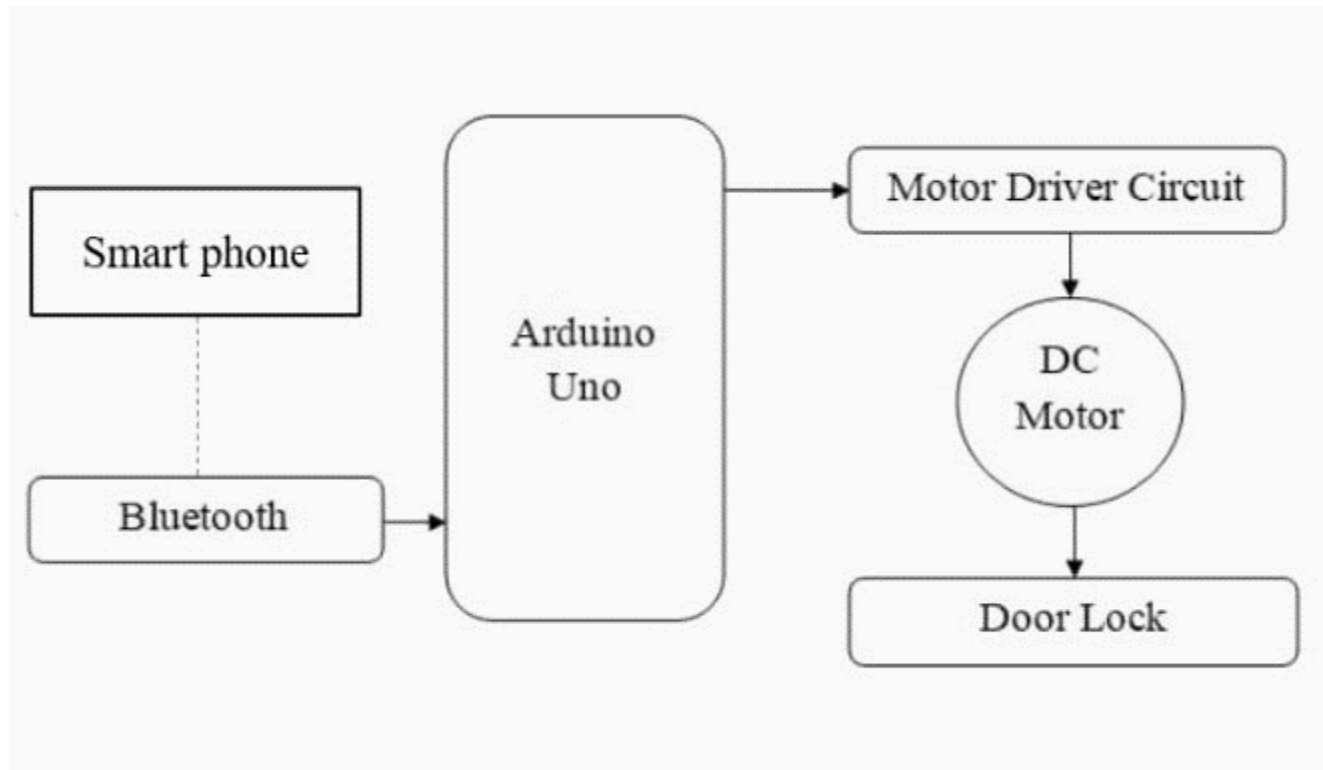 Smart phone
Bluetooth
Arduino
Uno
Motor Driver Circuit
DC
Motor
Door Lock